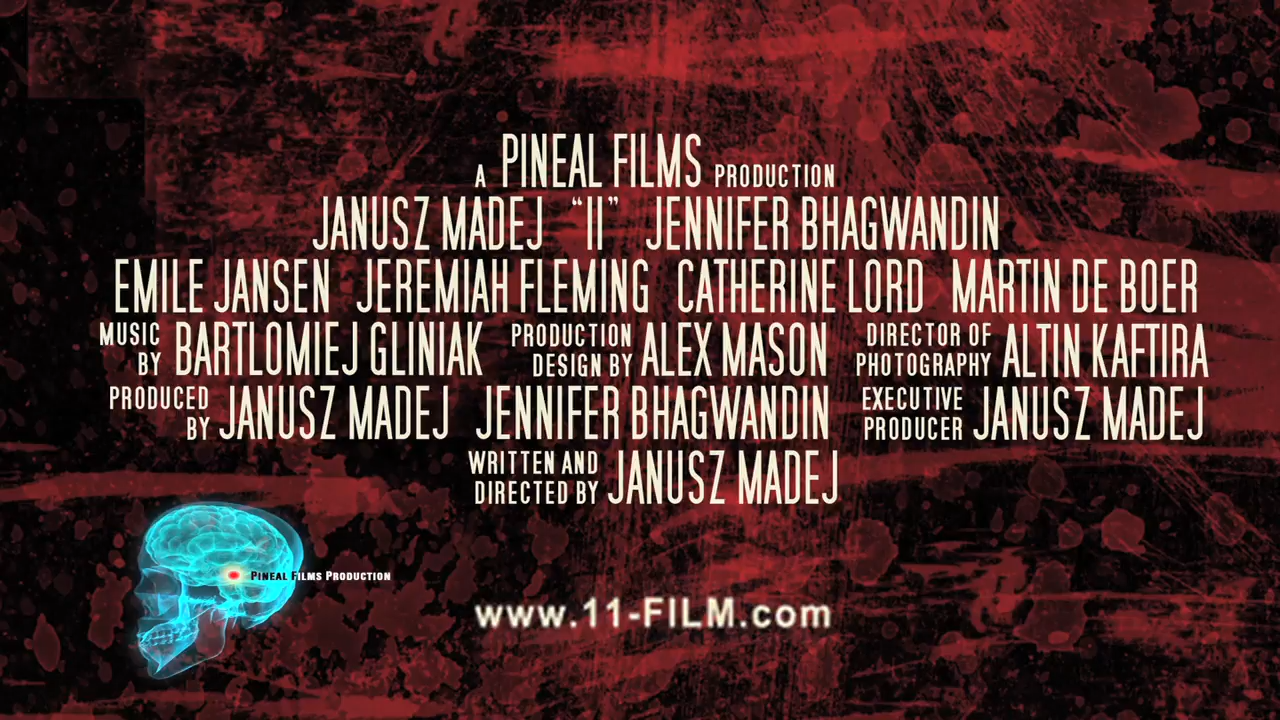 A PINEAL FILMS PRODUCTION
JANUSZ MADEJ "11" JENNIFER BHAGWANDIN
EMILE JANSEN JEREMIAH FLEMING CATHERINE LORD MARTIN DE BOER
MUSIC BY BARTLOMIEJ GLINIAK PRODUCTION DESIGN BY ALEX MASON DIRECTOR OF PHOTOGRAPHY ALTIN KAFTIRA
PRODUCED BY JANUSZ MADEJ JENNIFER BHAGWANDIN EXECUTIVE PRODUCER JANUSZ MADEJ
WRITTEN AND DIRECTED BY JANUSZ MADEJ
PINEAL FILMS PRODUCTION
www.11-FILM.com